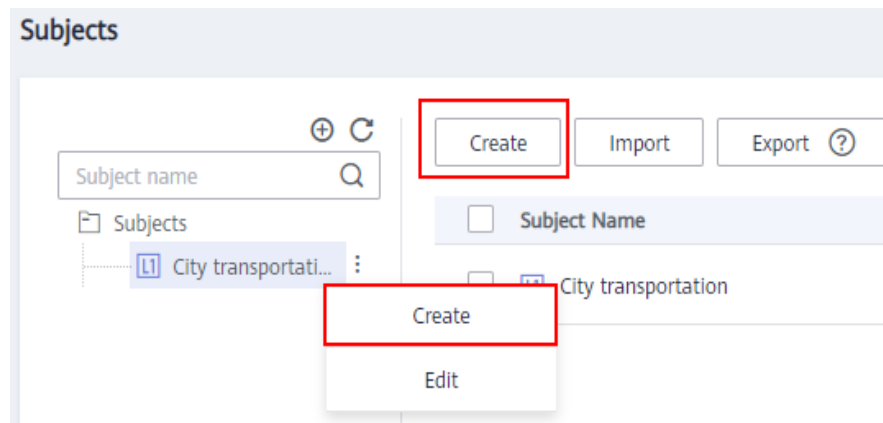 Subjects
Create
Import
Export ?
Subject name
Subjects
L1 City transportati...
Subject Name
City transportation
Create
Edit